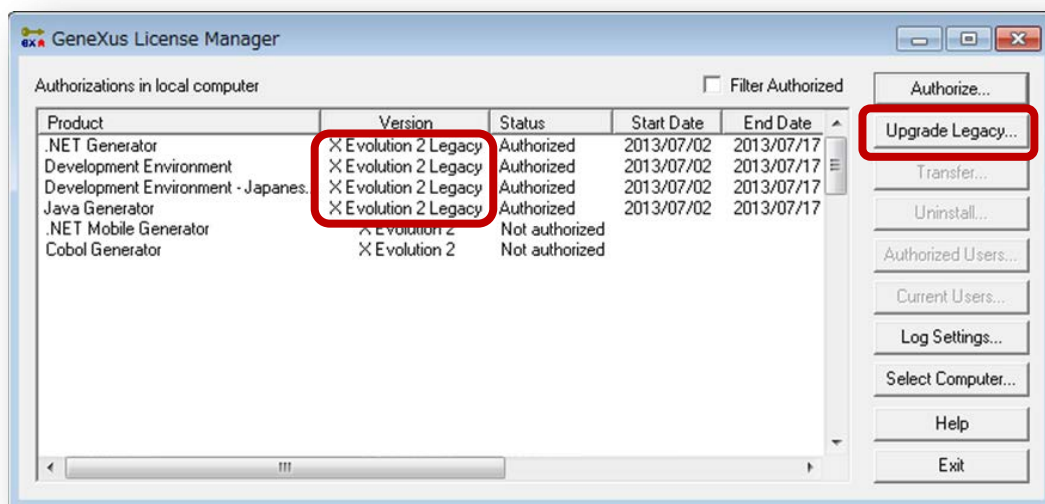 GeneXus License Manager
Authorizations in local computer
Filter Authorized
Product Version Status Start Date End Date
.NET Generator X Evolution 2 Legacy Authorized 2013/07/02 2013/07/17
Development Environment X Evolution 2 Legacy Authorized 2013/07/02 2013/07/17
Development Environment - Japanes... X Evolution 2 Legacy Authorized 2013/07/02 2013/07/17
Java Generator X Evolution 2 Legacy Authorized 2013/07/02 2013/07/17
.NET Mobile Generator X Evolution 2 Not authorized
Cobol Generator X Evolution 2 Not authorized
Authorize...
Upgrade Legacy...
Transfer...
Uninstall...
Authorized Users...
Current Users...
Log Settings...
Select Computer...
Help
Exit